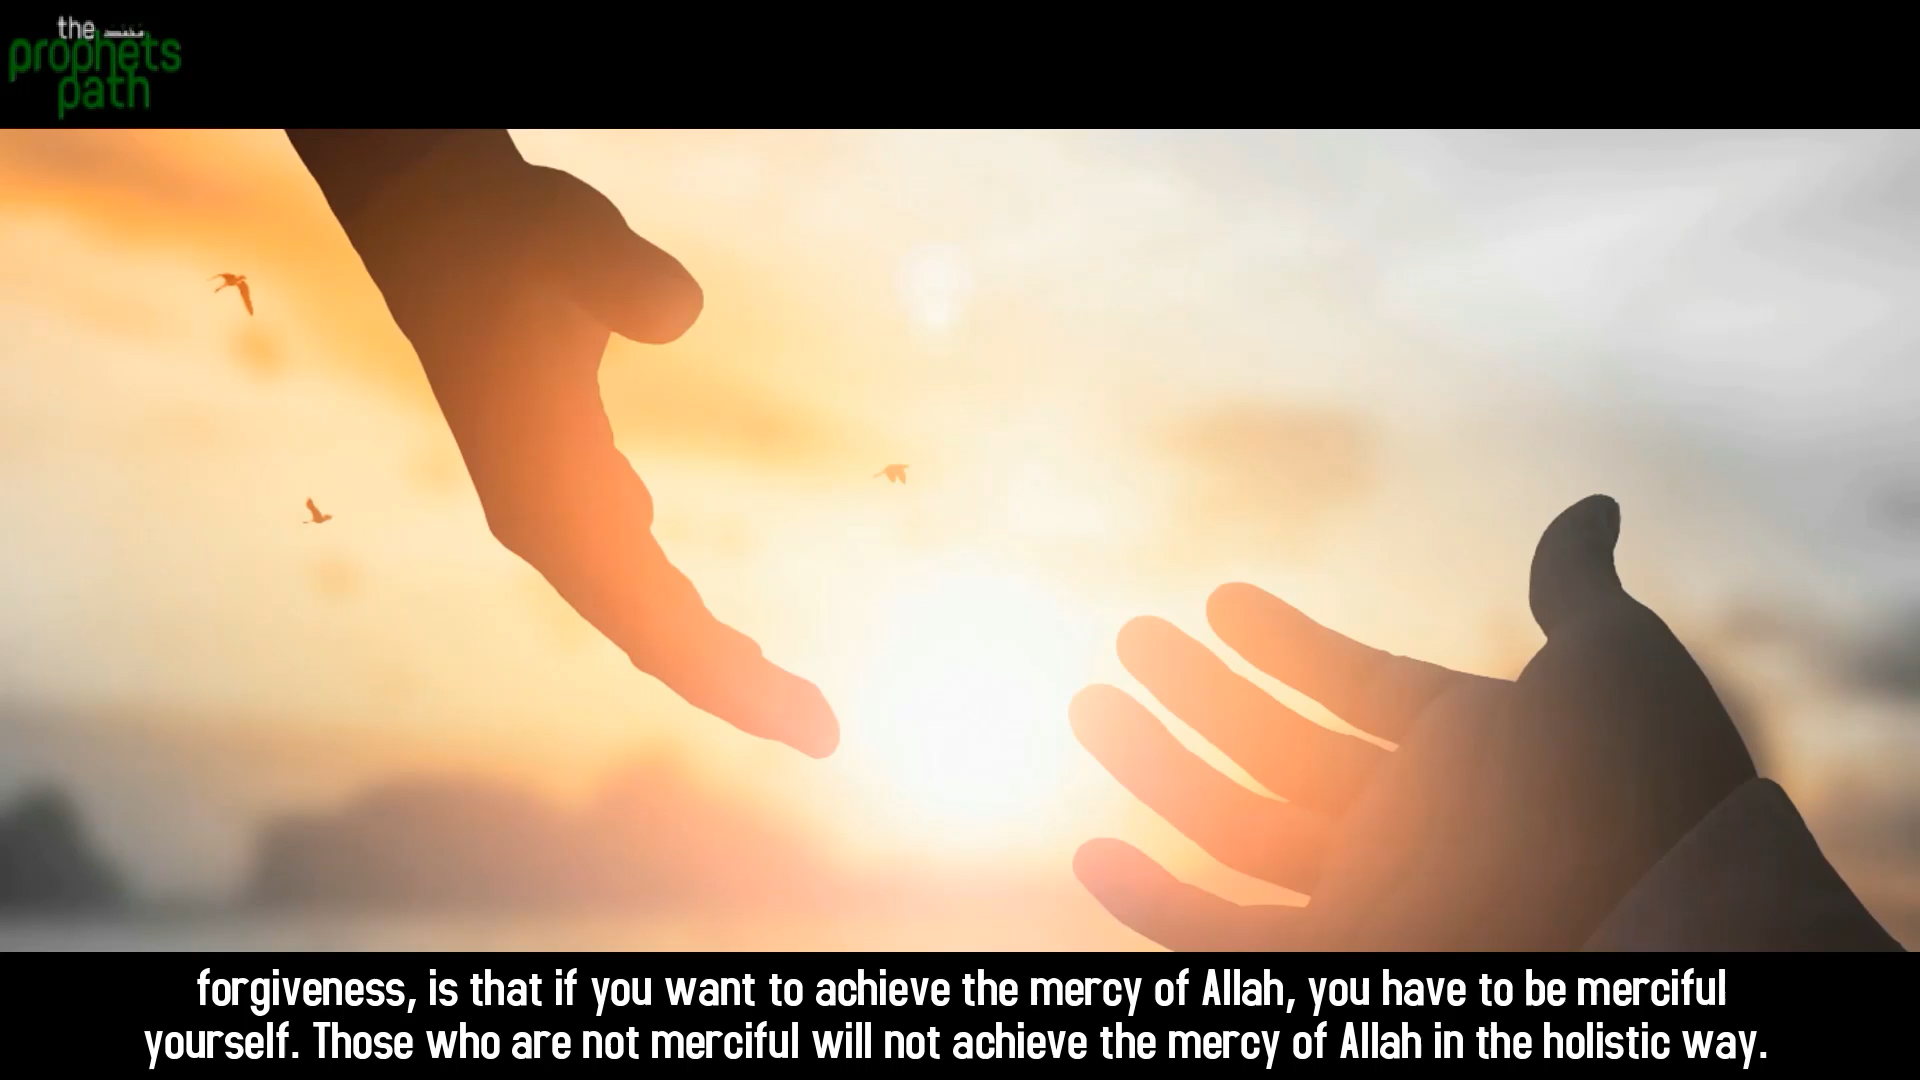 the
prophets
path
forgiveness, is that if you want to achieve the mercy of Allah, you have to be merciful
yourself. Those who are not merciful will not achieve the mercy of Allah in the holistic way.